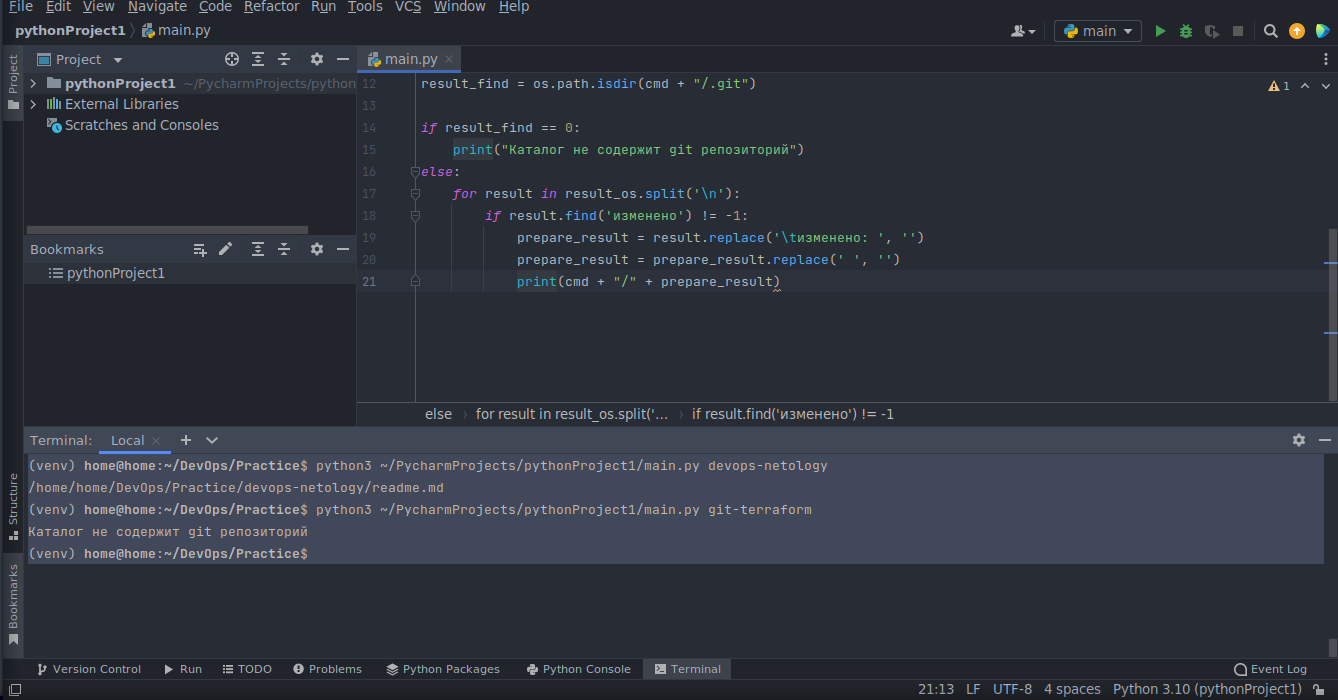 File Edit View Navigate Code Refactor Run Tools VCS Window Help
pythonProject1 main.py
main
Project
Project
main.py
pythonProject1 ~/PycharmProjects/python
External Libraries
Scratches and Consoles
Bookmarks
pythonProject1
12 result_find = os.path.isdir(cmd + "/.git")
13
14 if result_find == 0:
15 print("Каталог не содержит git репозиторий")
16 else:
17 for result in result_os.split('\n'):
18 if result.find('изменено') != -1:
19 prepare_result = result.replace('\tизменено: ', '')
20 prepare_result = prepare_result.replace(' ', '')
21 print(cmd + "/" + prepare_result)
1
else for result in result_os.split('... if result.find('изменено') != -1
Terminal: Local
(venv) home@home:~/DevOps/Practice$ python3 ~/PycharmProjects/pythonProject1/main.py devops-netology
/home/home/DevOps/Practice/devops-netology/readme.md
(venv) home@home:~/DevOps/Practice$ python3 ~/PycharmProjects/pythonProject1/main.py git-terraform
Каталог не содержит git репозиторий
(venv) home@home:~/DevOps/Practice$
Structure
Bookmarks
Version Control Run TODO Problems Python Packages Python Console Terminal Event Log
21:13 LF UTF-8 4 spaces Python 3.10 (pythonProject1)